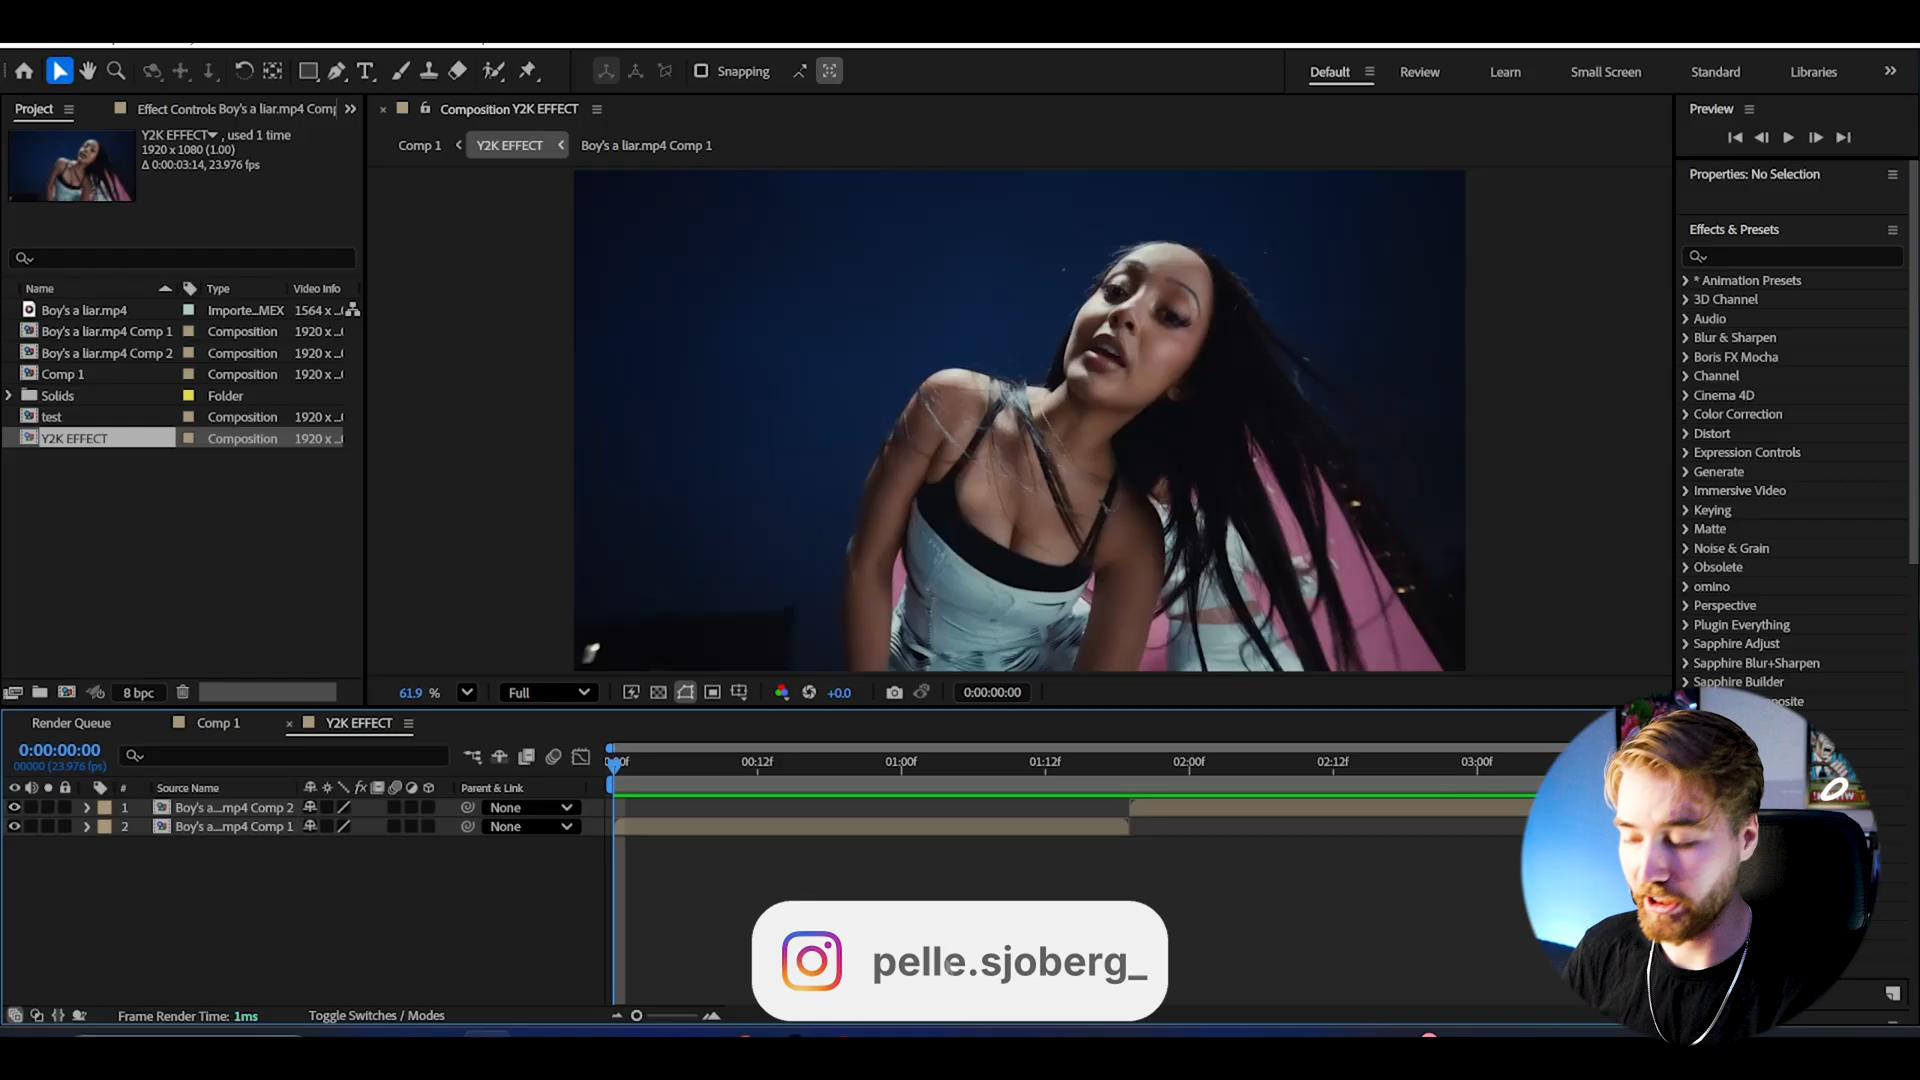 Snapping
Default
Review
Learn
Small Screen
Standard
Libraries
Project
Effect Controls Boy's a liar.mp4 Comp
Composition Y2K EFFECT
Preview
Y2K EFFECT, used 1 time
1920 x 1080 (1.00)
Δ 0:00:03:14, 23.976 fps
Comp 1
Y2K EFFECT
Boy's a liar.mp4 Comp 1
Properties: No Selection
Effects & Presets
Name
Type
Video Info
Boy's a liar.mp4
Importe...MEX
1564 x ...
Boy's a liar.mp4 Comp 1
Composition
1920 x ...
Boy's a liar.mp4 Comp 2
Composition
1920 x ...
Comp 1
Composition
1920 x ...
Solids
Folder
test
Composition
1920 x ...
Y2K EFFECT
Composition
1920 x ...
* Animation Presets
3D Channel
Audio
Blur & Sharpen
Boris FX Mocha
Channel
Cinema 4D
Color Correction
Distort
Expression Controls
Generate
Immersive Video
Keying
Matte
Noise & Grain
Obsolete
omino
Perspective
Plugin Everything
Sapphire Adjust
Sapphire Blur+Sharpen
Sapphire Builder
8 bpc
61.9 %
Full
+0.0
0:00:00:00
Render Queue
Comp 1
Y2K EFFECT
0:00:00:00
00000 (23.976 fps)
00:12f
01:00f
01:12f
02:00f
02:12f
03:00f
#
Source Name
fx
Parent & Link
1
Boy's a...mp4 Comp 2
None
2
Boy's a...mp4 Comp 1
None
pelle.sjoberg_
Frame Render Time: 1ms
Toggle Switches / Modes